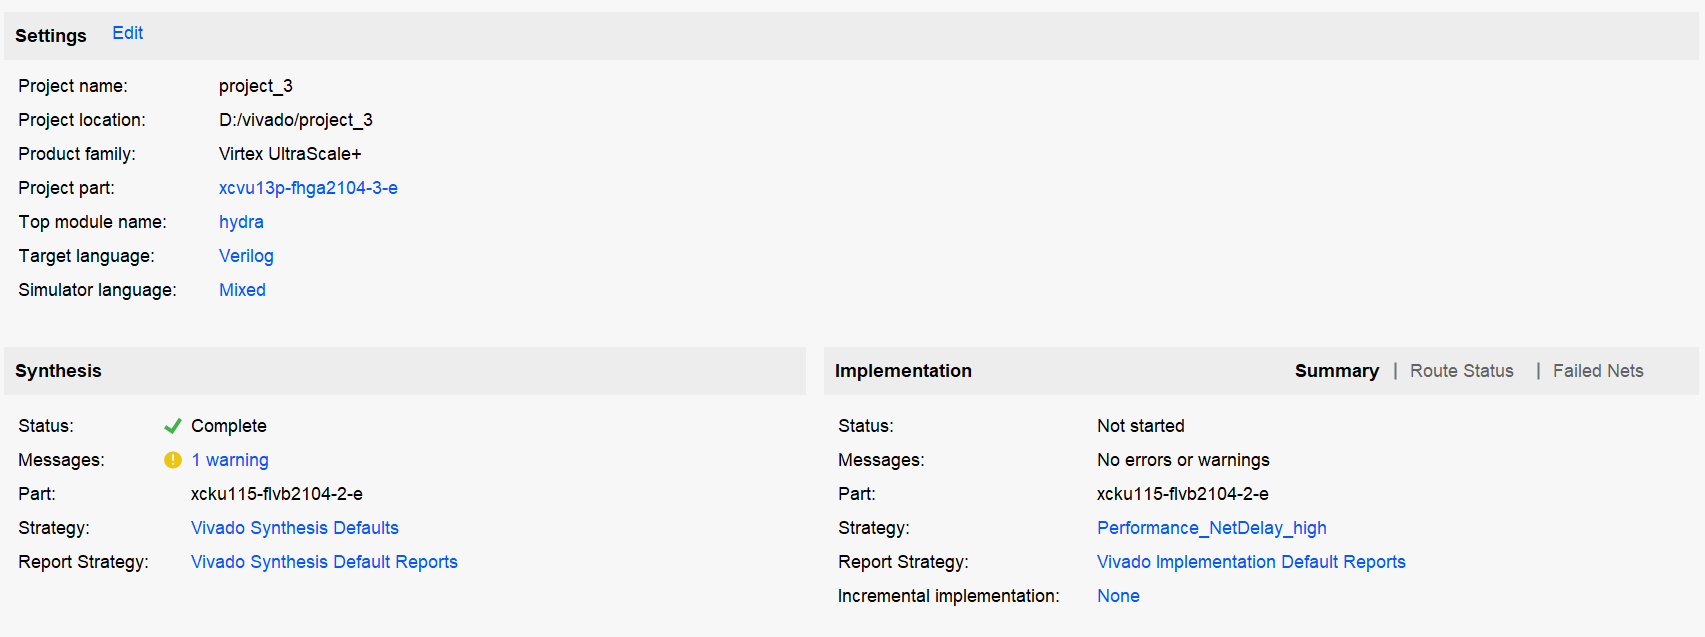 Settings Edit
Project name: project_3
Project location: D:/vivado/project_3
Product family: Virtex UltraScale+
Project part: xcvu13p-fhga2104-3-e
Top module name: hydra
Target language: Verilog
Simulator language: Mixed
Synthesis
Status: Complete
Messages: 1 warning
Part: xcku115-flvb2104-2-e
Strategy: Vivado Synthesis Defaults
Report Strategy: Vivado Synthesis Default Reports
Implementation Summary | Route Status | Failed Nets
Status: Not started
Messages: No errors or warnings
Part: xcku115-flvb2104-2-e
Strategy: Performance_NetDelay_high
Report Strategy: Vivado Implementation Default Reports
Incremental implementation: None